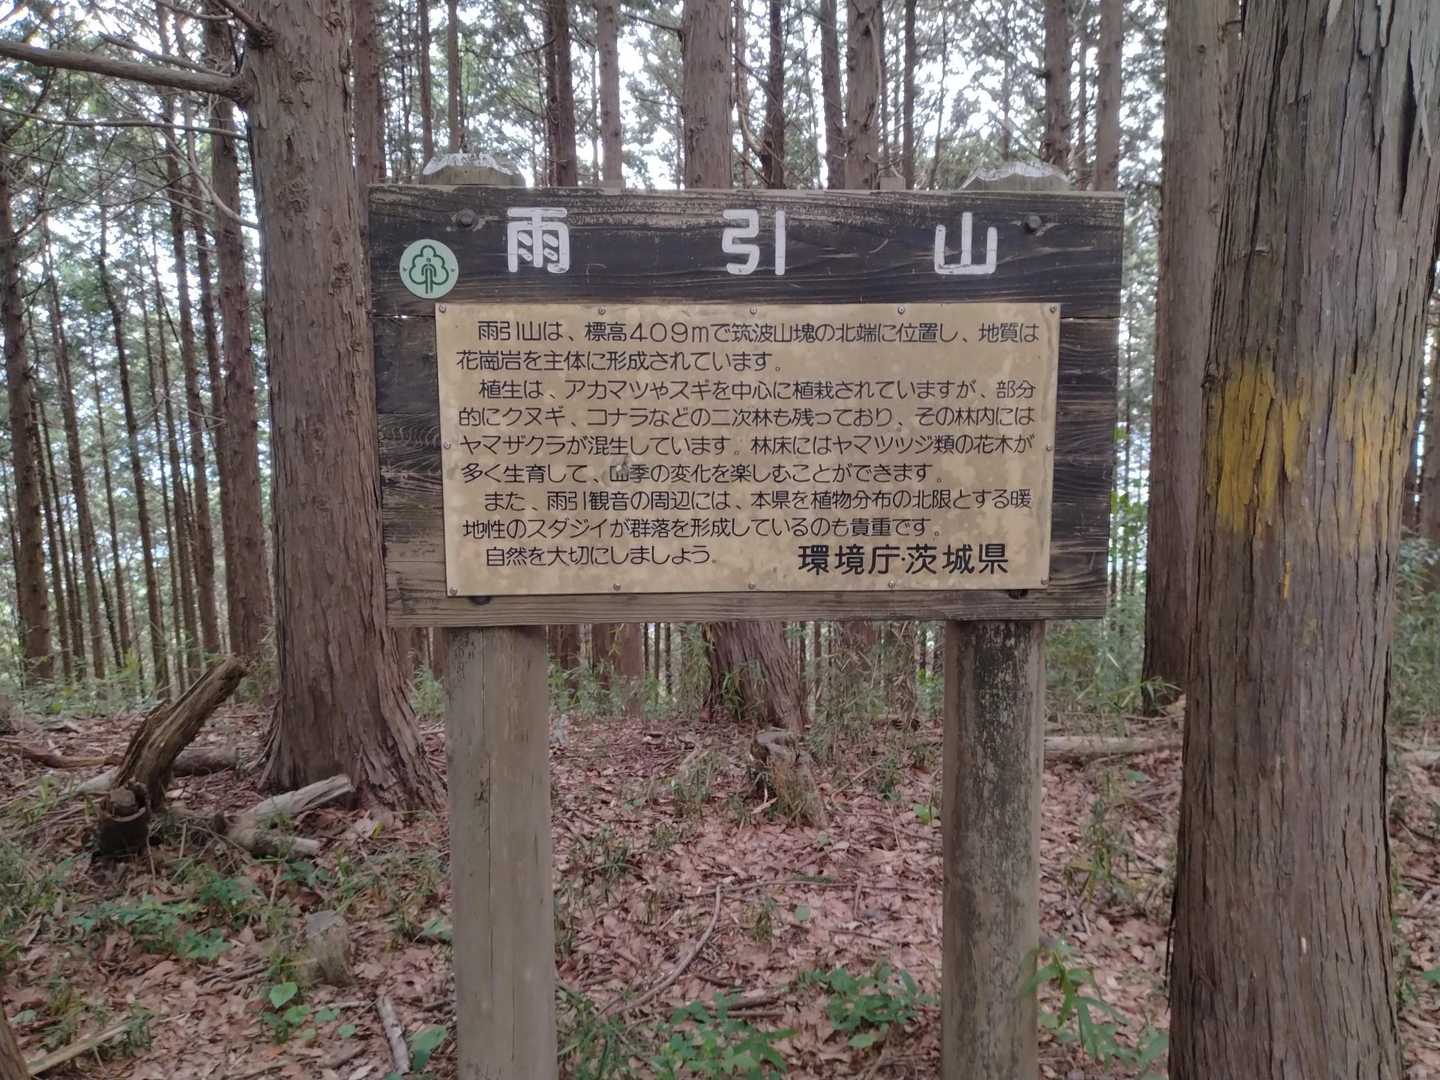 雨引山
雨引山は、標高409mで筑波山塊の北端に位置し、地質は
花崗岩を主体に形成されています。
植生は、アカマツやスギを中心に植栽されていますが、部分
的にクヌギ、コナラなどの二次林も残っており、その林内には
ヤマザクラが混生しています。林床にはヤマツツジ類の花木が
多く生育して、四季の変化を楽しむことができます。
また、雨引観音の周辺には、本県を植物分布の北限とする暖
地性のスダジイが群落を形成しているのも貴重です。
自然を大切にしましょう。
環境庁・茨城県